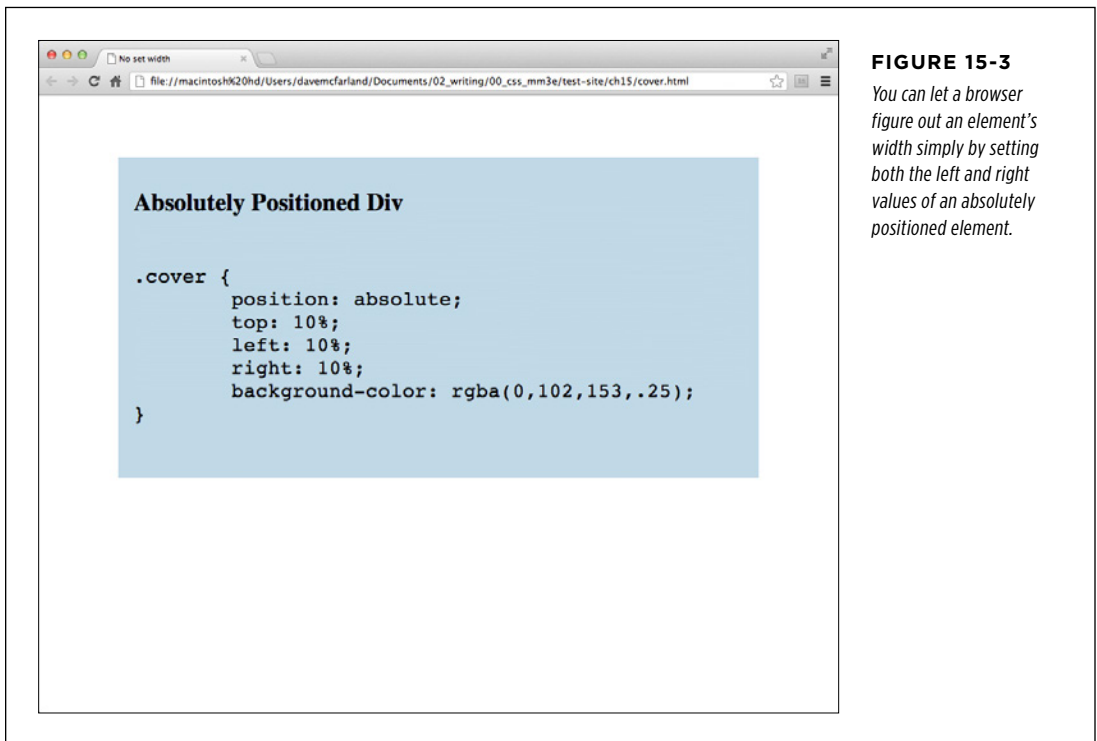 No set width
file://macintosh%20hd/Users/davemcfarland/Documents/02_writing/00_css_mm3e/test-site/ch15/cover.html
Absolutely Positioned Div
.cover {
position: absolute;
top: 10%;
left: 10%;
right: 10%;
background-color: rgba(0,102,153,.25);
}
FIGURE 15-3
You can let a browser
figure out an element's
width simply by setting
both the left and right
values of an absolutely
positioned element.